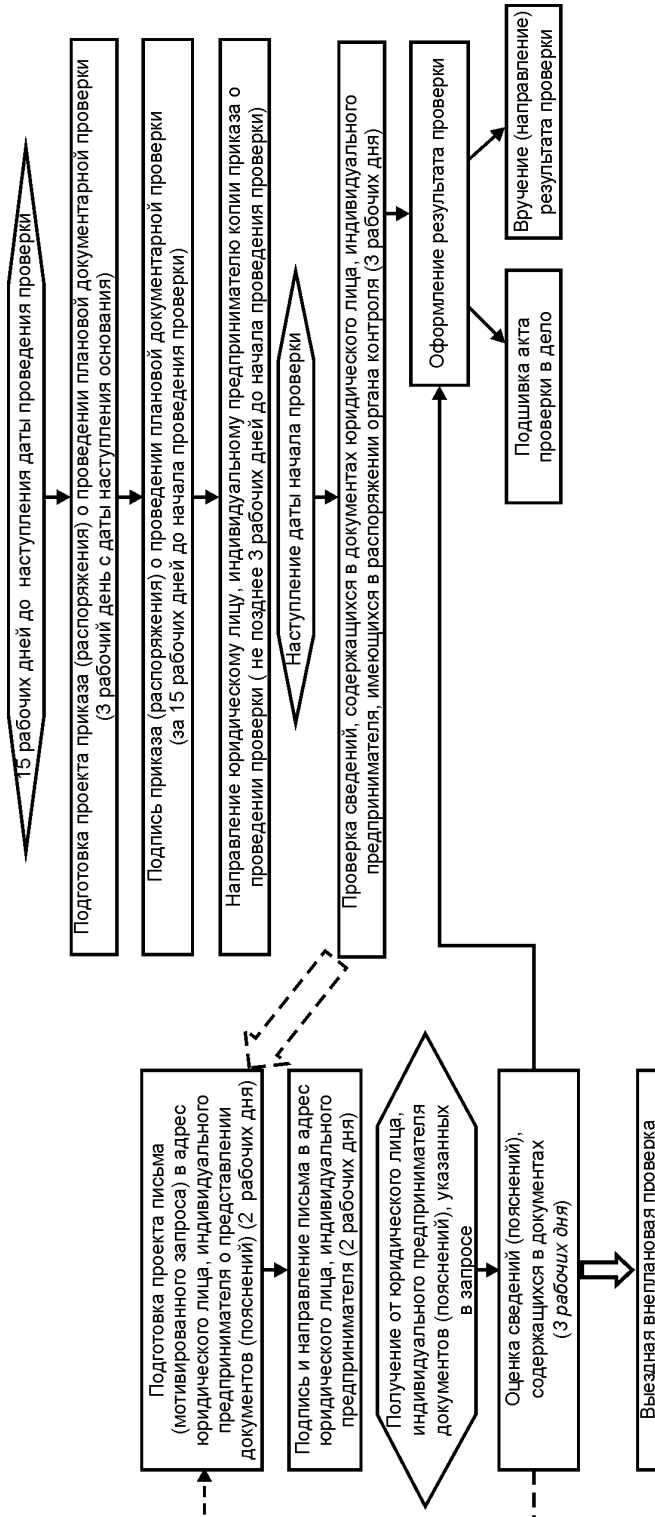 15 рабочих дней до  наступления даты проведения проверки
Подготовка проекта приказа (распоряжения) о проведении плановой документарной проверки
(3 рабочий день с даты наступления основания)
Подпись приказа (распоряжения) о проведении плановой документарной проверки
(за 15 рабочих дней до начала проведения проверки)
Направление юридическому лицу, индивидуальному предпринимателю копии приказа о
проведении проверки ( не позднее 3 рабочих дней до начала проведения проверки)
Наступление даты начала проверки
Проверка сведений, содержащихся в документах юридического лица, индивидуального
предпринимателя, имеющихся в распоряжении органа контроля (3 рабочих дня)
Оформление результата проверки
Подшивка акта
проверки в дело
Вручение (направление)
результата проверки
Подготовка проекта письма
(мотивированного запроса) в адрес
юридического лица, индивидуального
предпринимателя о представлении
документов (пояснений) (2  рабочих дня)
Подпись и направление письма в адрес
юридического лица, индивидуального
предпринимателя (2 рабочих дня)
Получение от юридического лица,
индивидуального предпринимателя
документов (пояснений), указанных
в запросе
Оценка сведений (пояснений),
содержащихся в документах
(3 рабочих дня)
Выездная внеплановая проверка